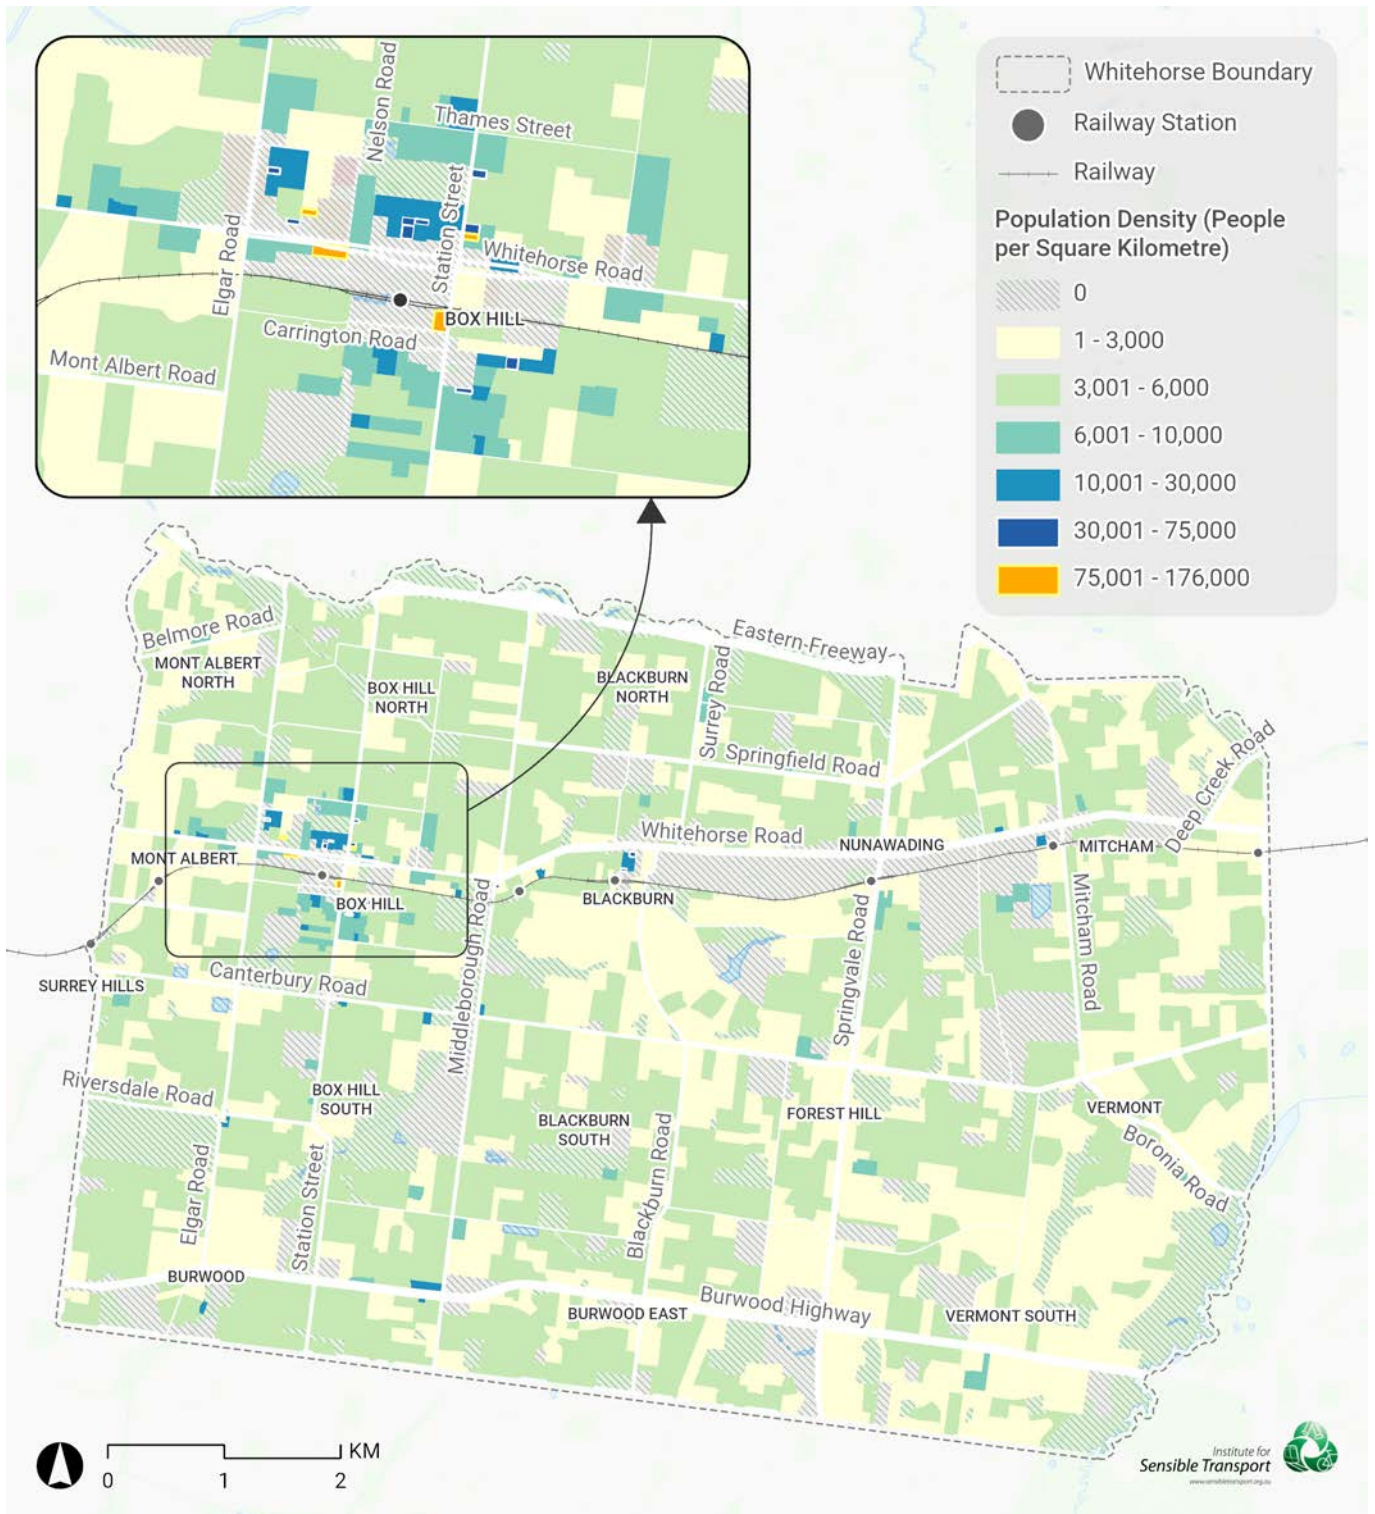 Nelson Road
Thames Street
Station Street
Whitehorse Road
Elgar Road
Carrington Road
BOX HILL
Mont Albert Road
Whitehorse Boundary
Railway Station
Railway
Population Density (People
per Square Kilometre)
0
1 - 3,000
3,001 - 6,000
6,001 - 10,000
10,001 - 30,000
30,001 - 75,000
75,001 - 176,000
Belmore Road
Eastern Freeway
MONT ALBERT
NORTH
BOX HILL
NORTH
BLACKBURN
NORTH
Surrey Road
Springfield Road
Deep Creek Road
Whitehorse Road
NUNAWADING
MITCHAM
MONT ALBERT
BOX HILL
BLACKBURN
Middleborough Road
Springvale Road
Mitcham Road
SURREY HILLS
Canterbury Road
Riversdale Road
BOX HILL
SOUTH
BLACKBURN
SOUTH
FOREST HILL
VERMONT
Boronia Road
Elgar Road
Station Street
Blackburn Road
BURWOOD
BURWOOD EAST
Burwood Highway
VERMONT SOUTH
KM
0 1 2
Institute for
Sensible Transport
www.sensibletransport.org.au